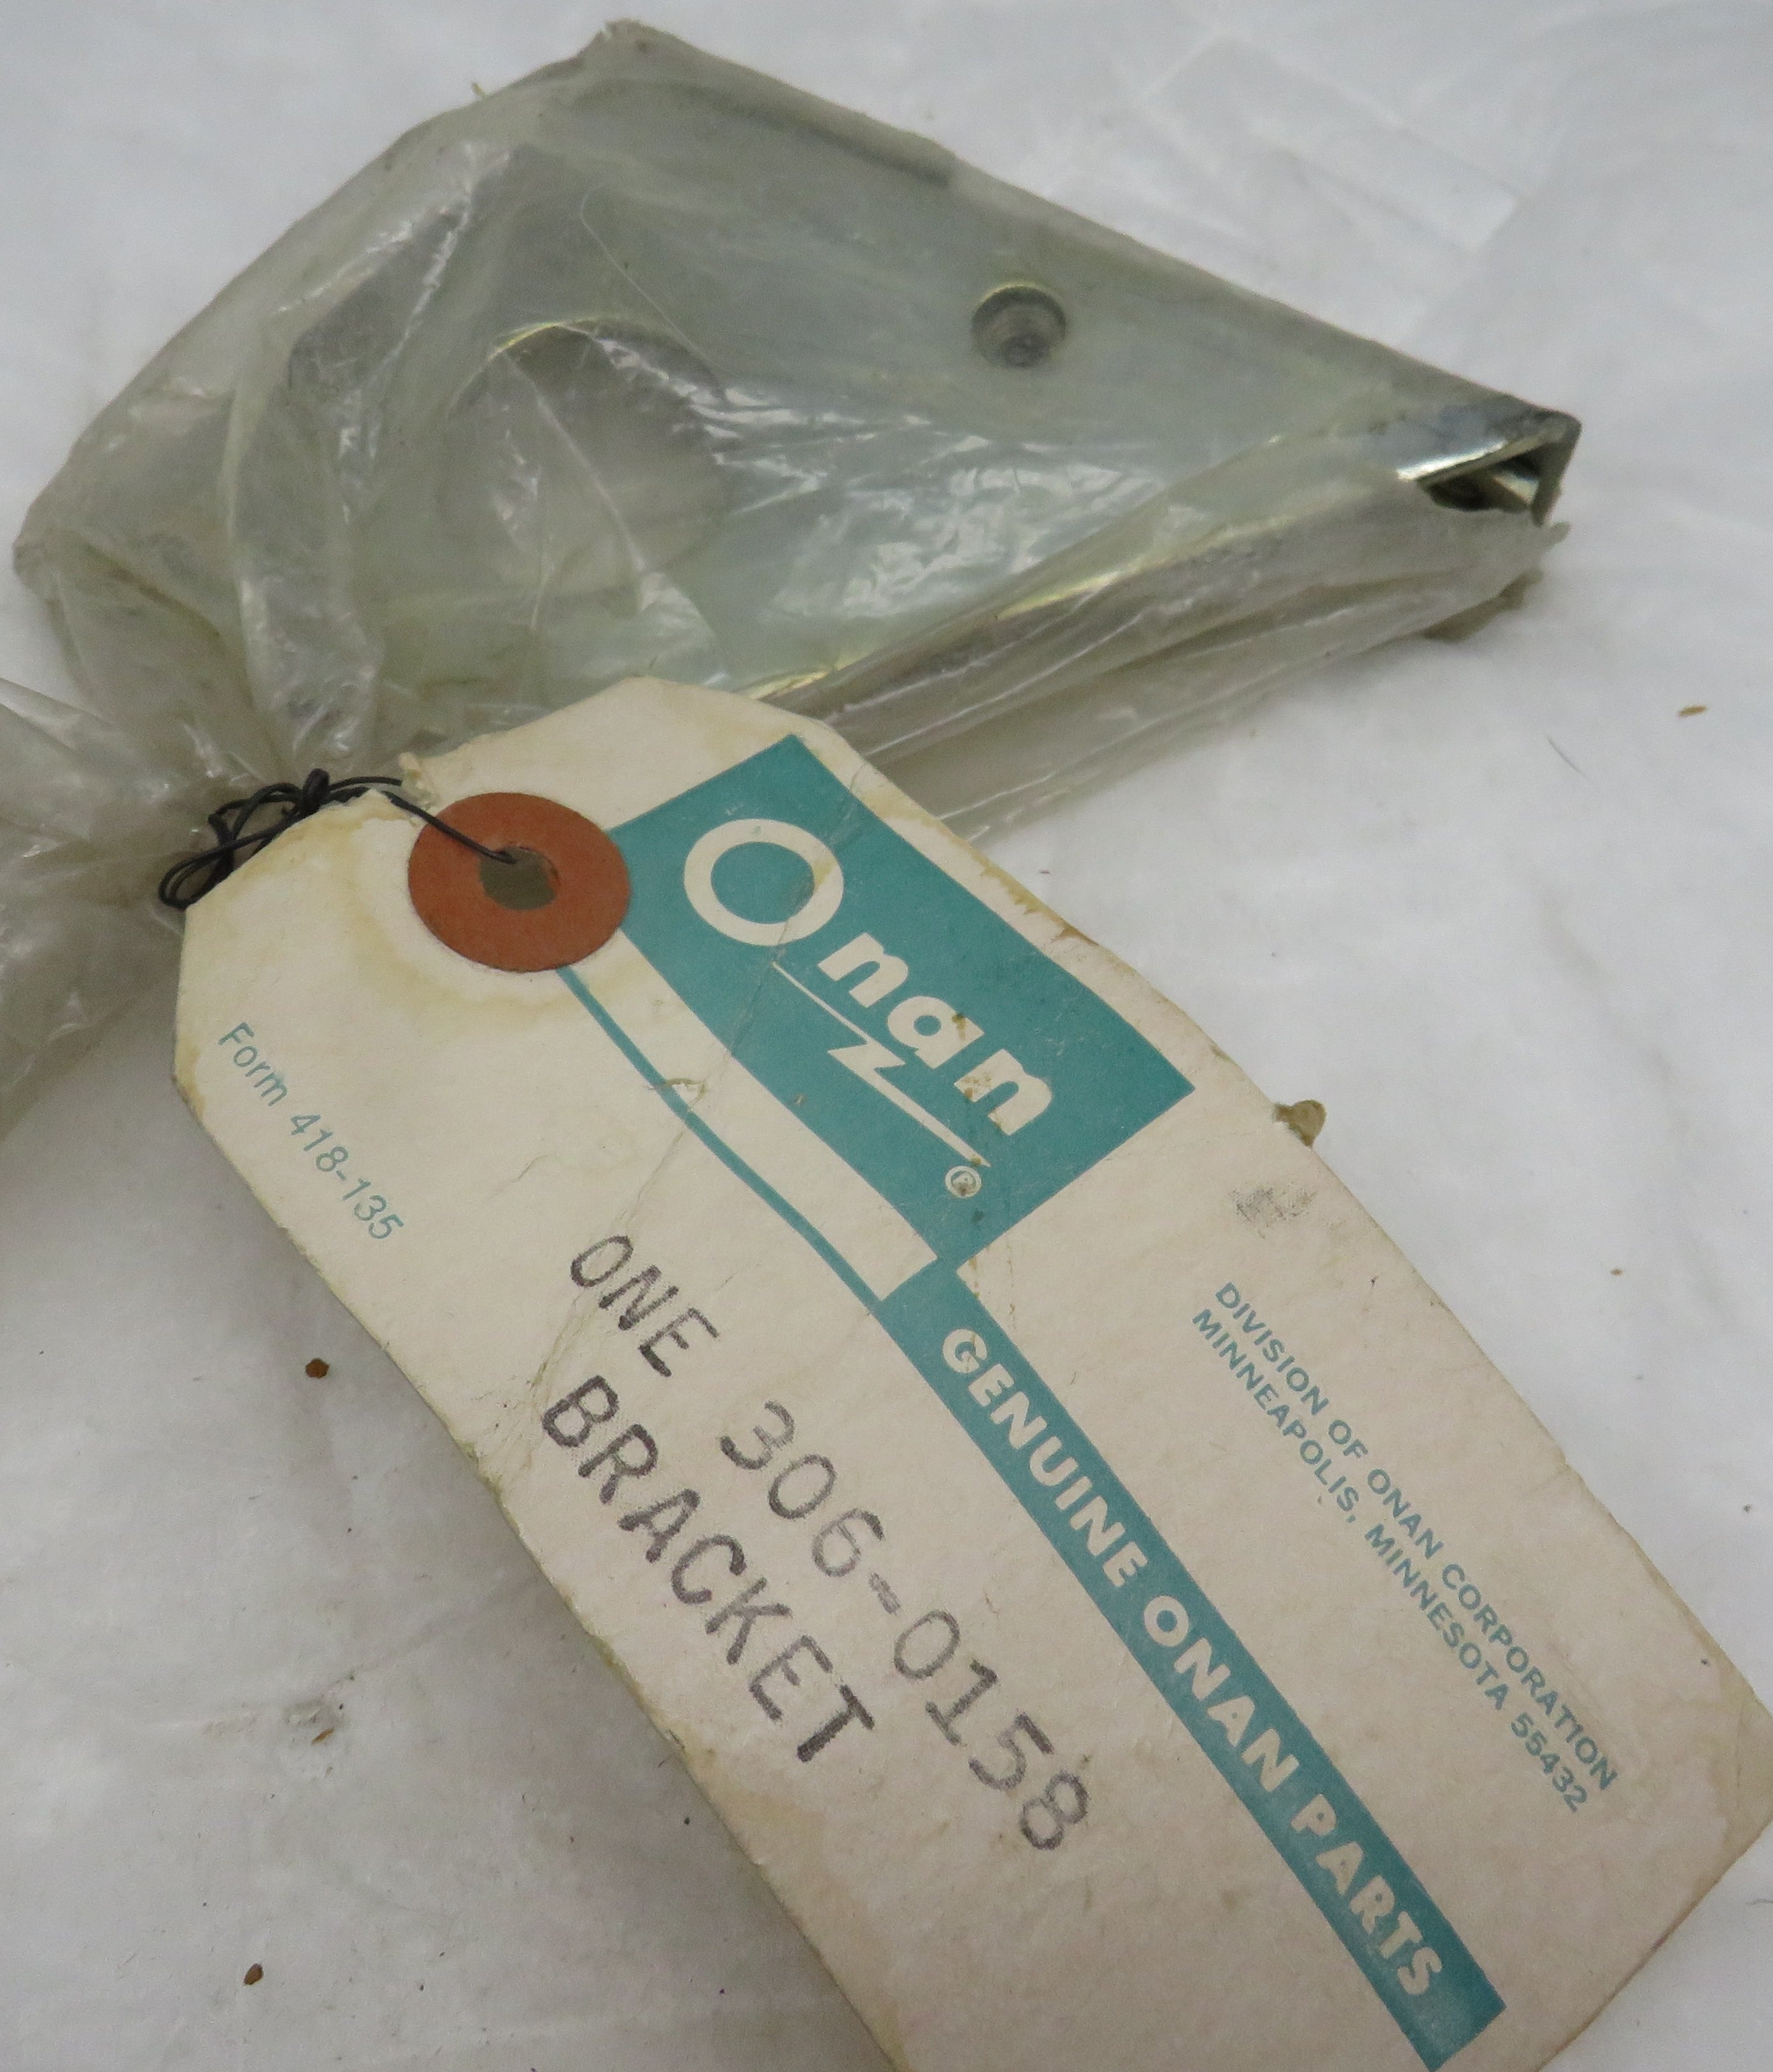 Onan®
DIVISION OF ONAN CORPORATION
MINNEAPOLIS, MINNESOTA 55432
GENUINE ONAN PARTS
Form 418-135
ONE 306-0158
BRACKET